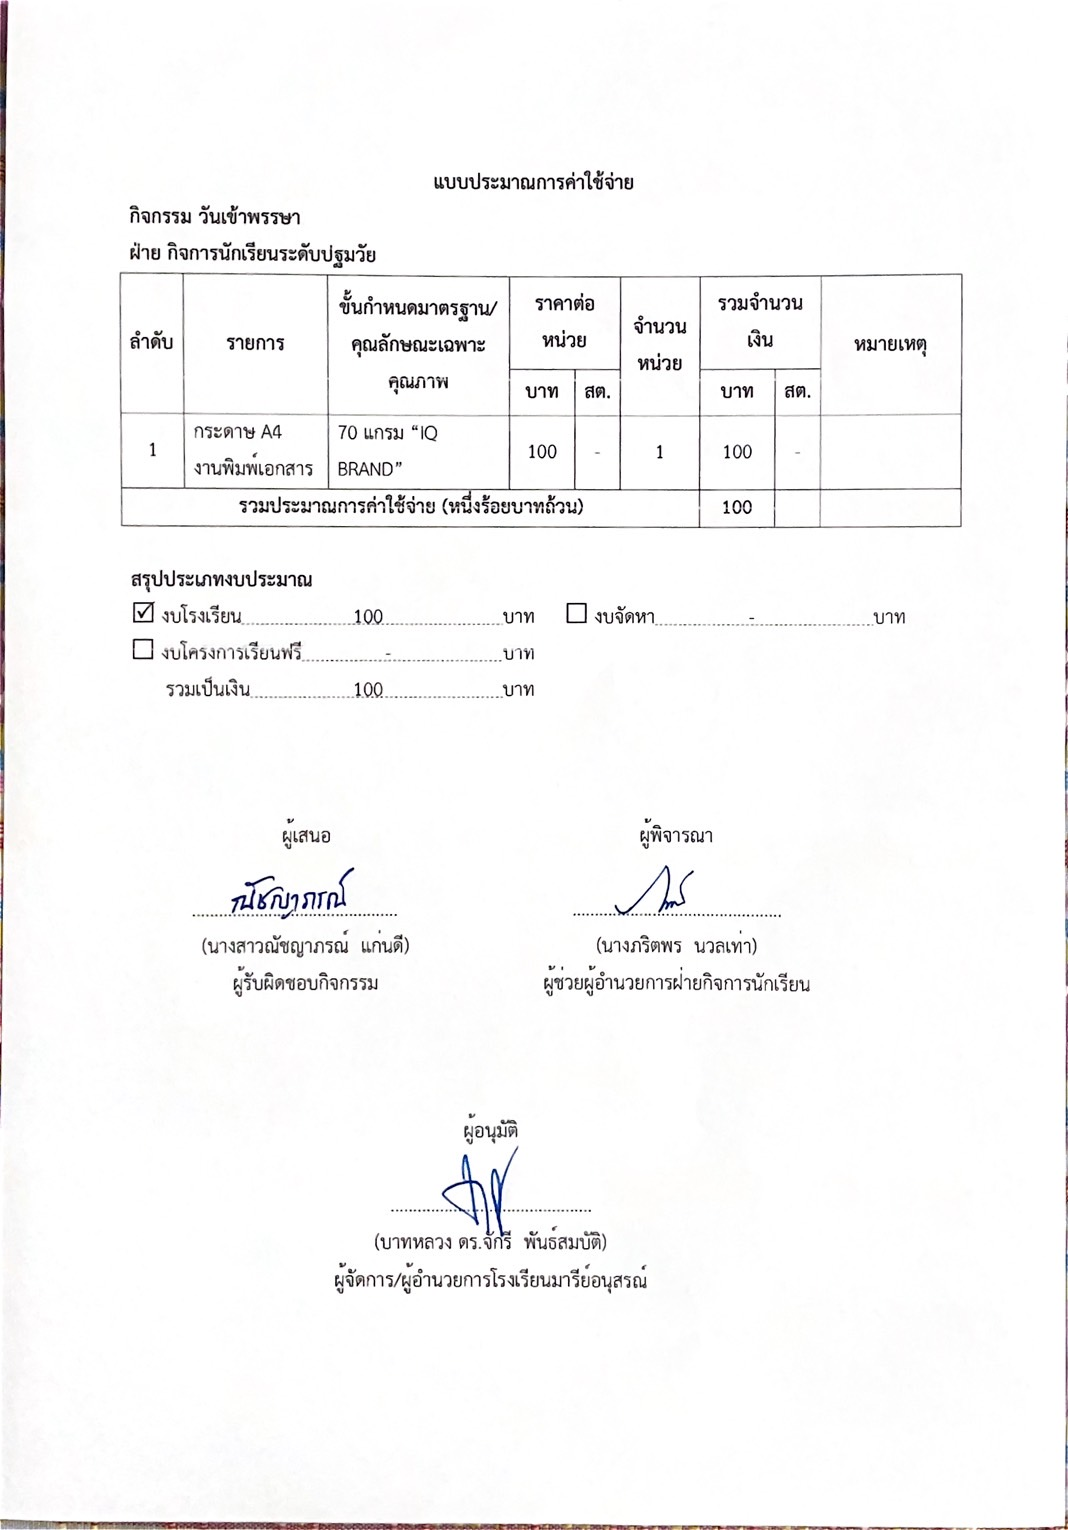 แบบประมาณการค่าใช้จ่าย
กิจกรรม วันเข้าพรรษา
ฝ่าย กิจการนักเรียนระดับปฐมวัย
ลำดับ รายการ ขั้นกำหนดมาตรฐาน/ คุณลักษณะเฉพาะ คุณภาพ ราคาต่อ หน่วย จำนวน หน่วย รวมจำนวน เงิน หมายเหตุ
บาท สต. บาท สต.
1 กระดาษ A4 งานพิมพ์เอกสาร 70 แกรม “IQ BRAND” 100 - 1 100 -
รวมประมาณการค่าใช้จ่าย (หนึ่งร้อยบาทถ้วน) 100
สรุปประเภทงบประมาณ
☑ งบโรงเรียน 100 บาท ☐ งบจัดหา - บาท
☐ งบโครงการเรียนฟรี - บาท
รวมเป็นเงิน 100 บาท
ผู้เสนอ ผู้พิจารณา
ณัชญาภรณ์
(นางสาวณัชญาภรณ์ แก่นดี) (นางภริตพร นวลเท่า)
ผู้รับผิดชอบกิจกรรม ผู้ช่วยผู้อำนวยการฝ่ายกิจการนักเรียน
ผู้อนุมัติ
(บาทหลวง ดร.จักรี พันธ์สมบัติ)
ผู้จัดการ/ผู้อำนวยการโรงเรียนมารีย์อนุสรณ์